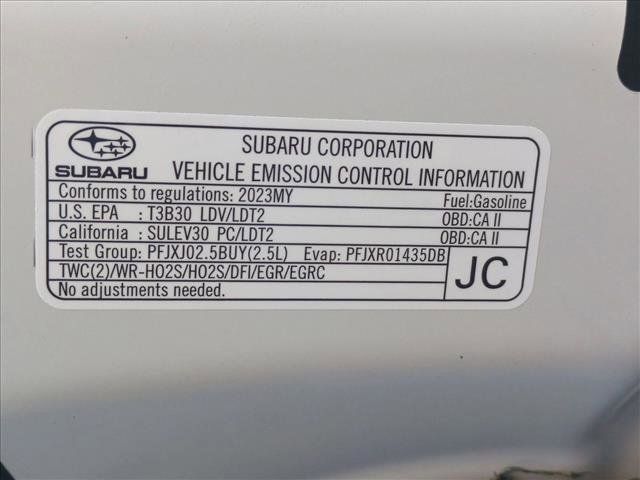 SUBARU
SUBARU CORPORATION
VEHICLE EMISSION CONTROL INFORMATION
Conforms to regulations: 2023MY Fuel:Gasoline
U.S. EPA : T3B30 LDV/LDT2 OBD:CA II
California : SULEV30 PC/LDT2 OBD:CA II
Test Group: PFJXJ02.5BUY(2.5L) Evap: PFJXR01435DB
TWC(2)/WR-HO2S/HO2S/DFI/EGR/EGRC
No adjustments needed.
JC